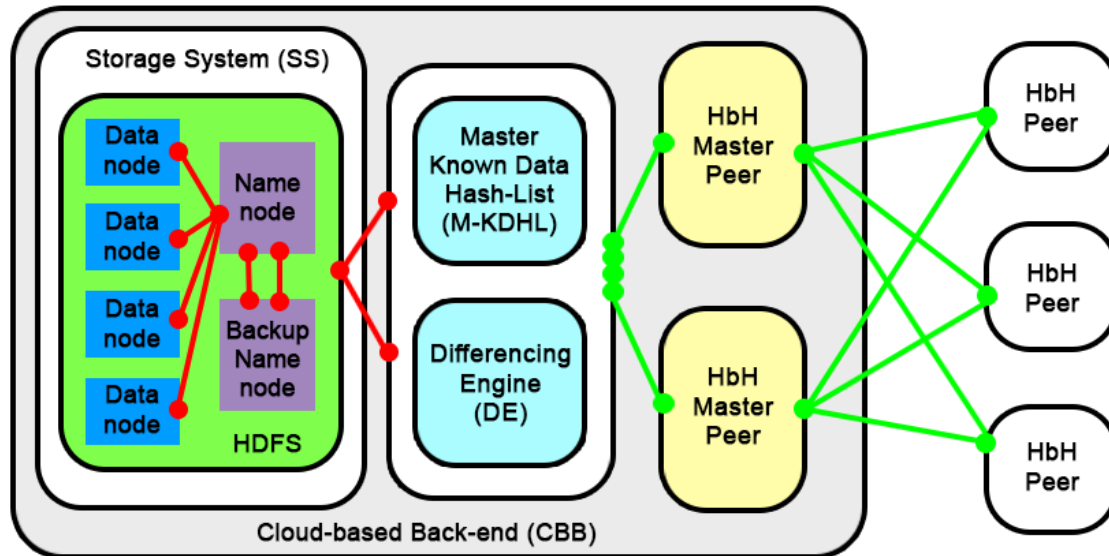 Storage System (SS)
Data
node
Data
node
Data
node
Data
node
Name
node
Backup
Name
node
HDFS
Master
Known Data
Hash-List
(M-KDHL)
Differencing
Engine
(DE)
HbH
Master
Peer
HbH
Master
Peer
Cloud-based Back-end (CBB)
HbH
Peer
HbH
Peer
HbH
Peer